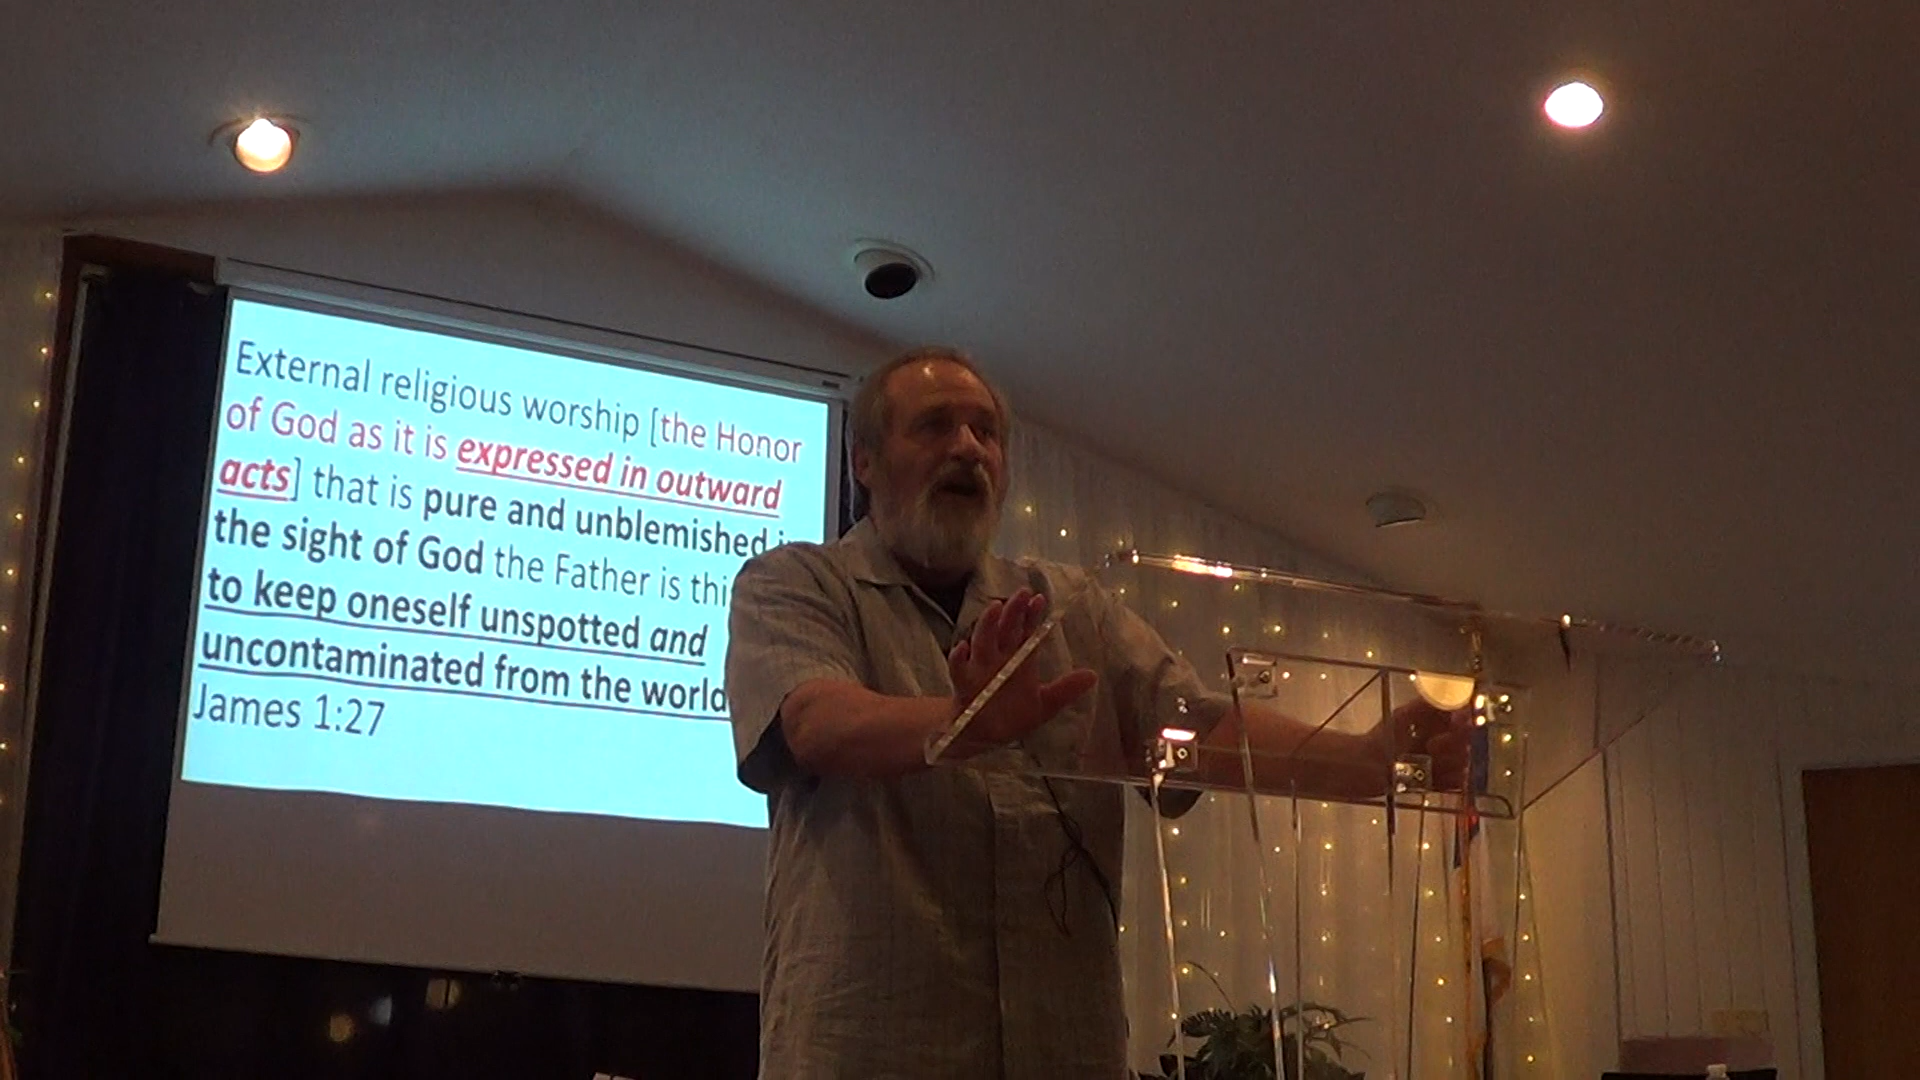 External religious worship [the Honor
of God as it is expressed in outward
acts] that is pure and unblemished
the sight of God the Father is
to keep oneself unspotted and
uncontaminated from the world
James 1:27